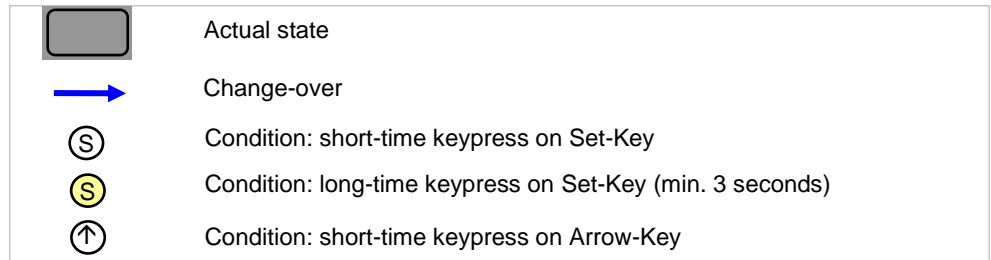 Actual state
Change-over
S Condition: short-time keypress on Set-Key
S Condition: long-time keypress on Set-Key (min. 3 seconds)
Condition: short-time keypress on Arrow-Key